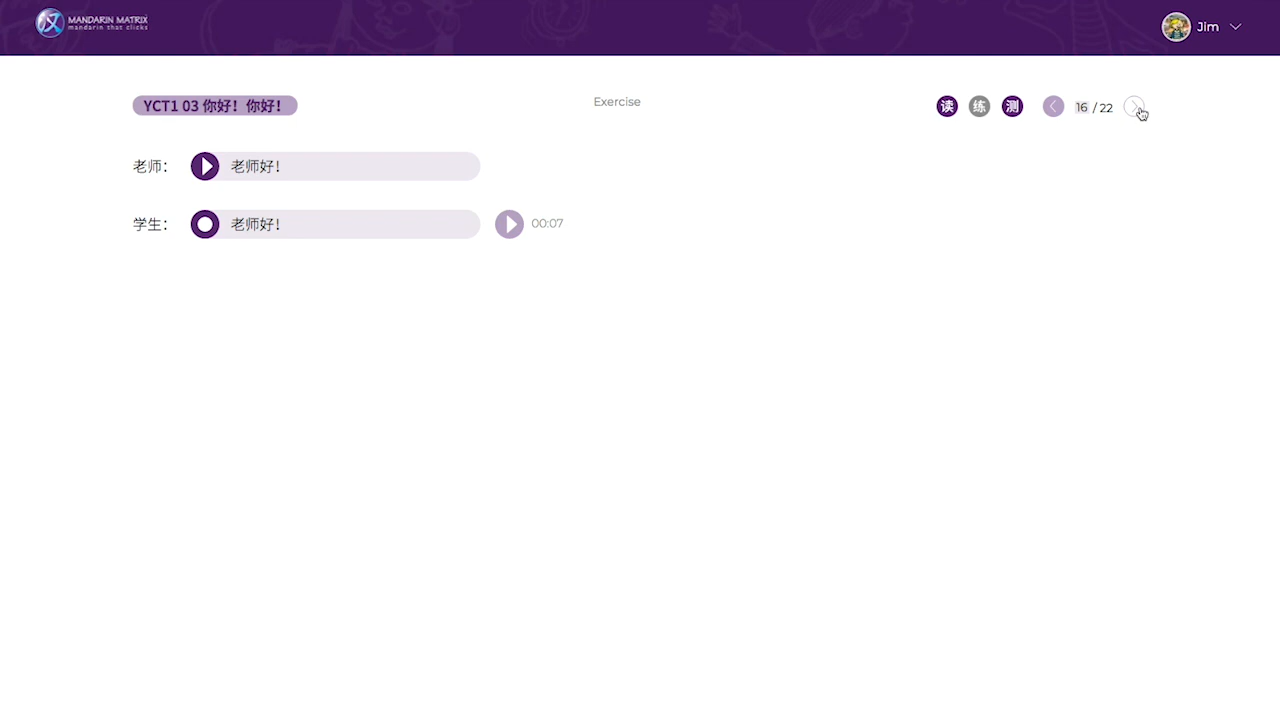 MANDARIN MATRIX
mandarin that clicks
Jim
YCT1 03 你好！你好！
Exercise
读 练 测 16 / 22
老师： 老师好！
学生： 老师好！ 00:07